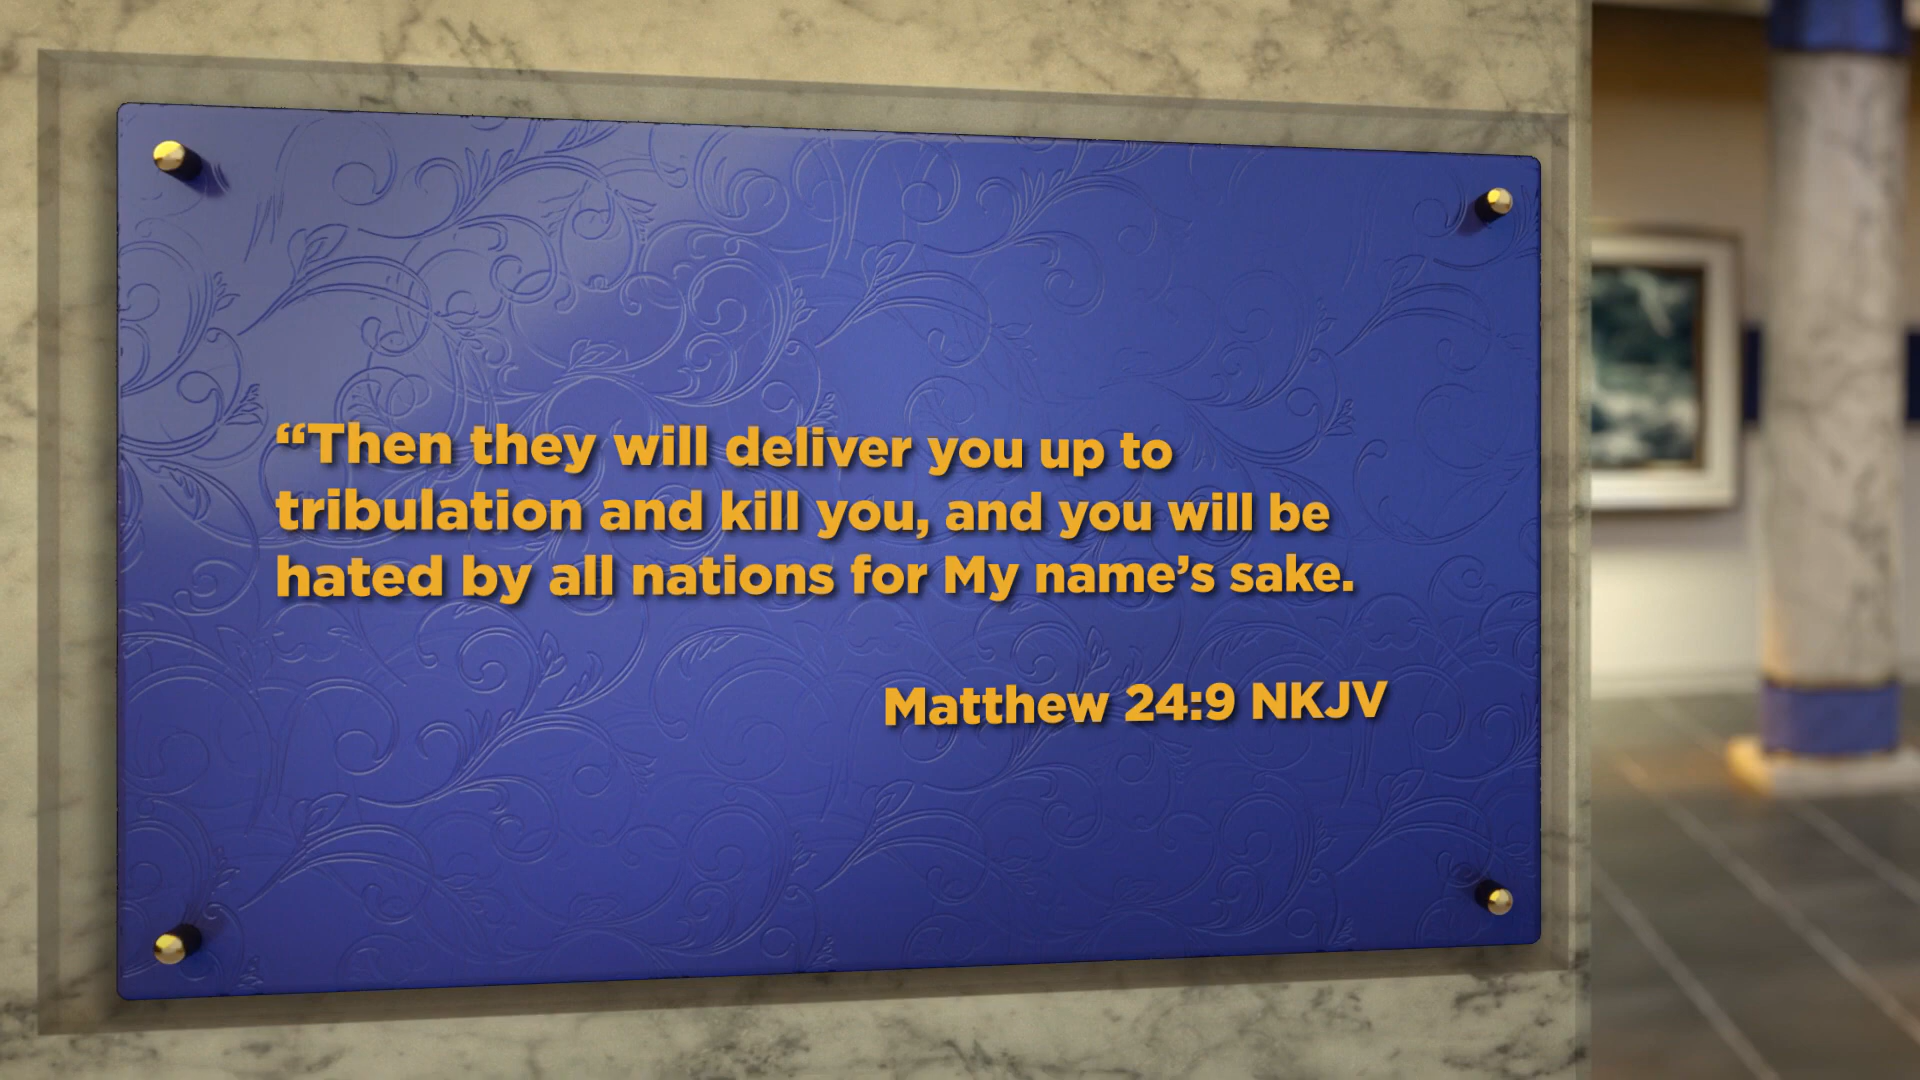 “Then they will deliver you up to
tribulation and kill you, and you will be
hated by all nations for My name’s sake.
Matthew 24:9 NKJV